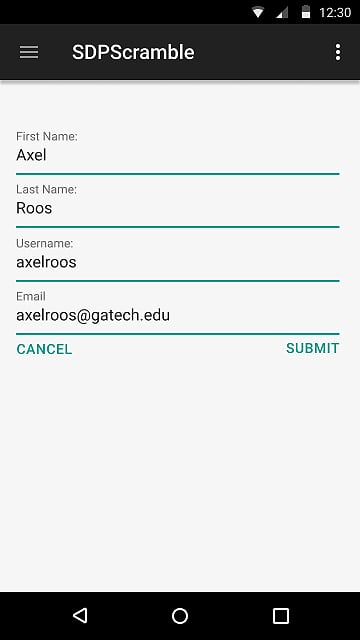 12:30
SDPScramble
First Name:
Axel
Last Name:
Roos
Username:
axelroos
Email
axelroos@gatech.edu
CANCEL SUBMIT